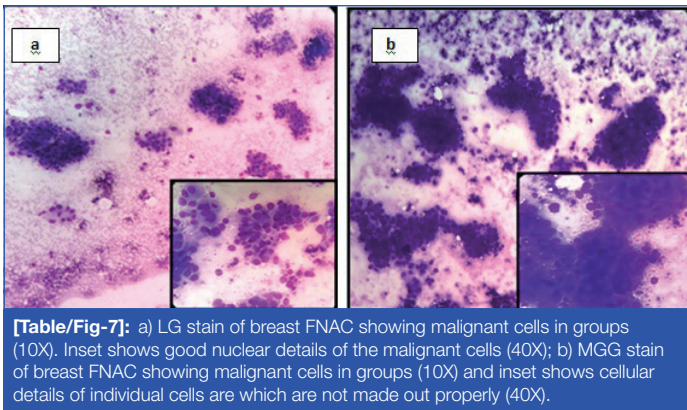 a
b
[Table/Fig-7]: a) LG stain of breast FNAC showing malignant cells in groups
(10X). Inset shows good nuclear details of the malignant cells (40X); b) MGG stain
of breast FNAC showing malignant cells in groups (10X) and inset shows cellular
details of individual cells are which are not made out properly (40X).